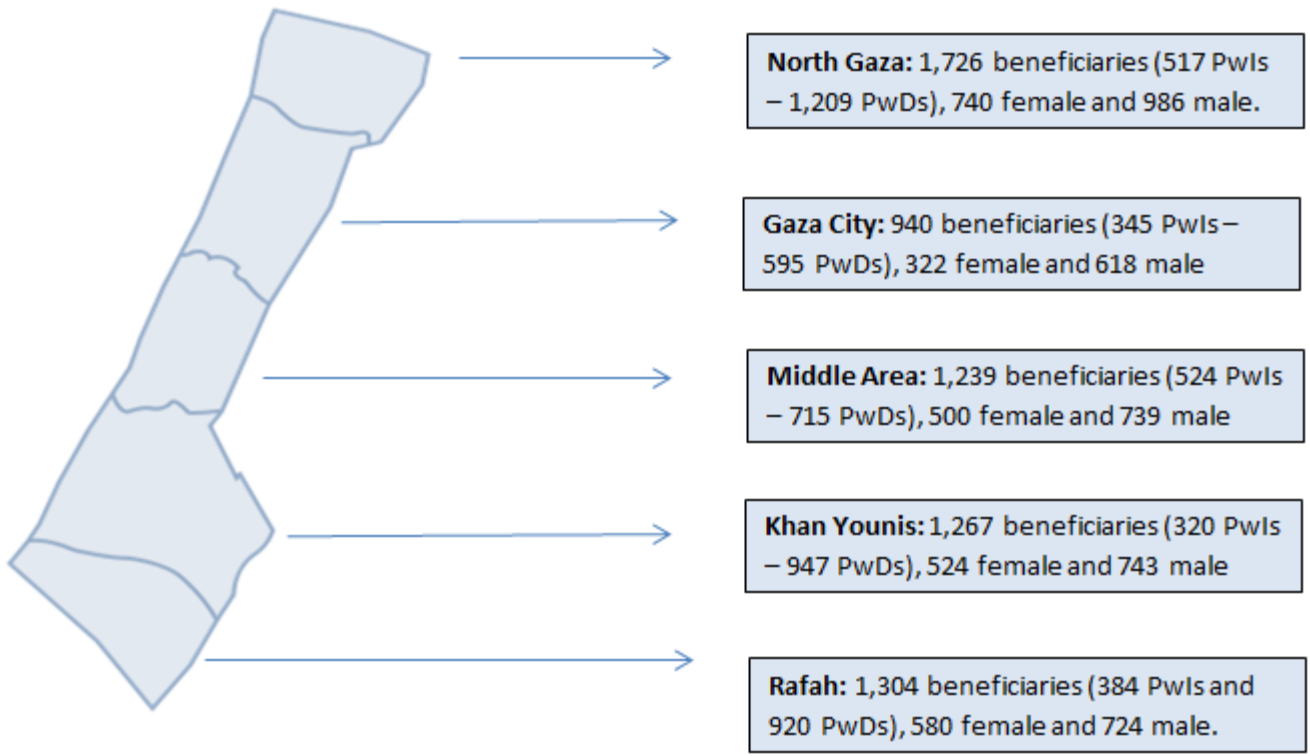 North Gaza: 1,726 beneficiaries (517 PwIs
– 1,209 PwDs), 740 female and 986 male.
Gaza City: 940 beneficiaries (345 PwIs –
595 PwDs), 322 female and 618 male
Middle Area: 1,239 beneficiaries (524 PwIs
– 715 PwDs), 500 female and 739 male
Khan Younis: 1,267 beneficiaries (320 PwIs
– 947 PwDs), 524 female and 743 male
Rafah: 1,304 beneficiaries (384 PwIs and
920 PwDs), 580 female and 724 male.